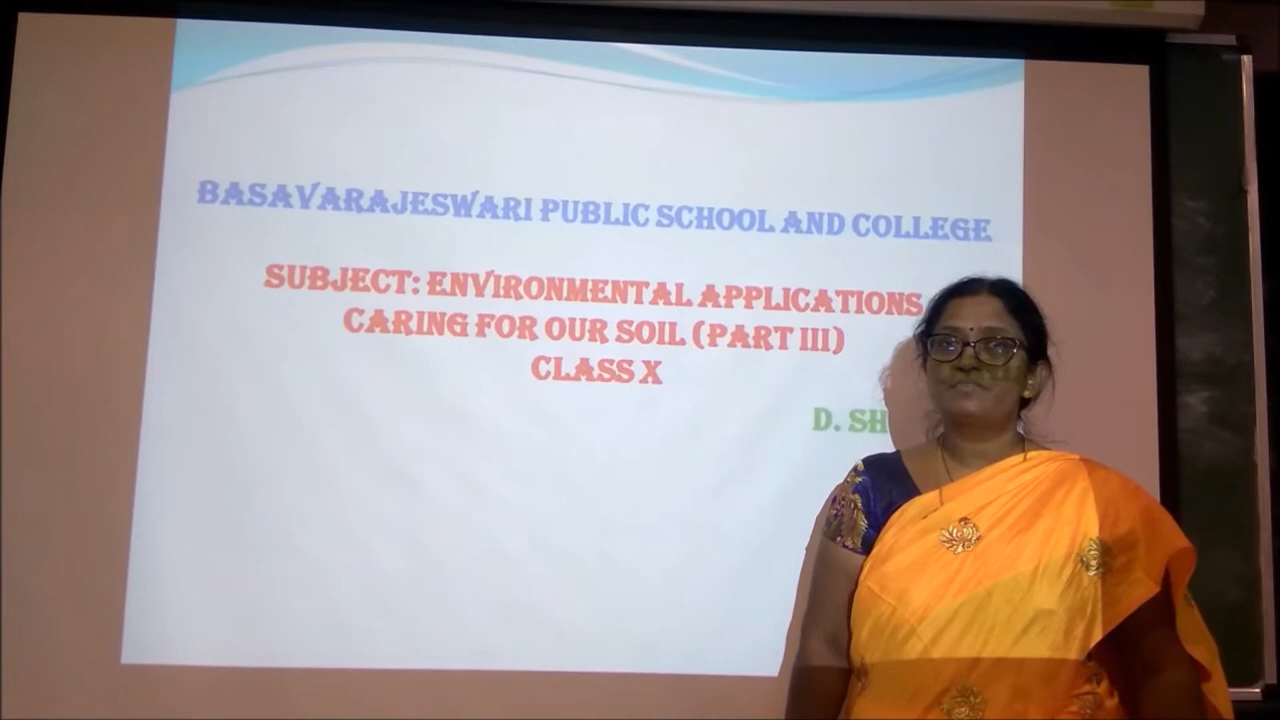 BASAVARAJESWARI PUBLIC SCHOOL AND COLLEGE
SUBJECT: ENVIRONMENTAL APPLICATIONS
CARING FOR OUR SOIL (PART III)
CLASS X
D. SH